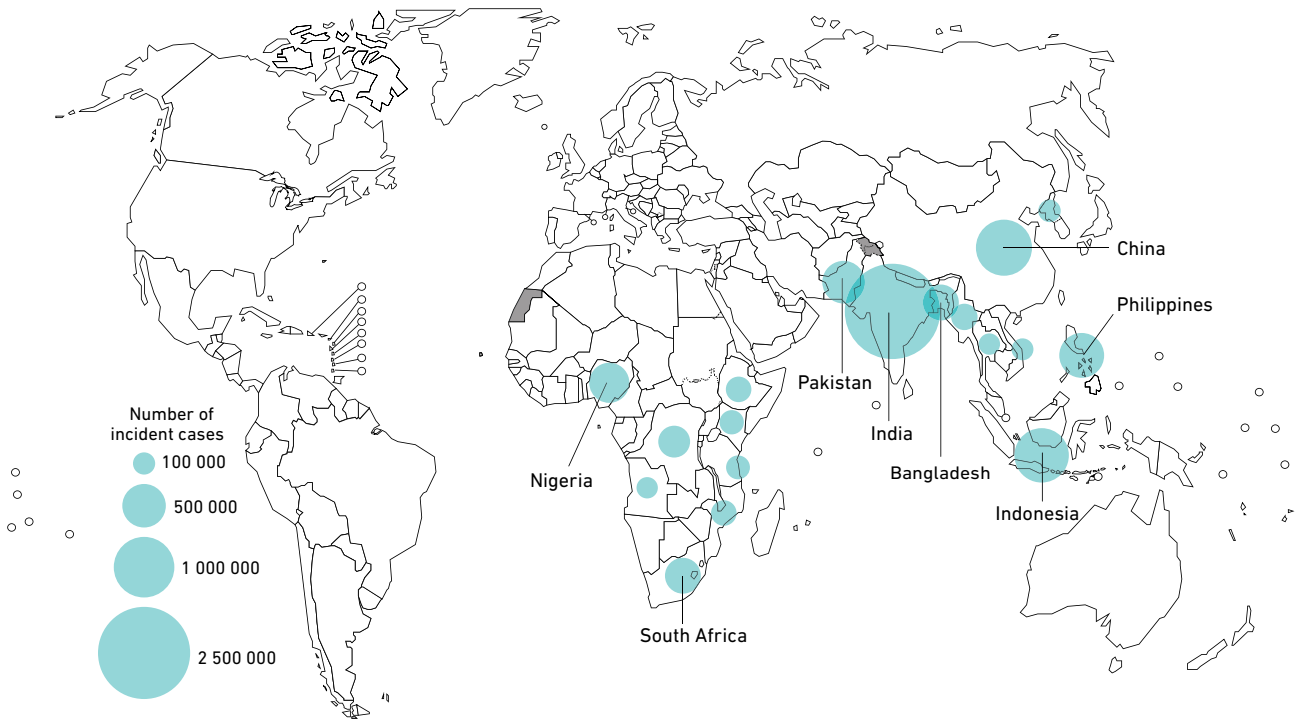 China
Philippines
Pakistan
India
Bangladesh
Nigeria
Indonesia
South Africa
Number of
incident cases
100 000
500 000
1 000 000
2 500 000